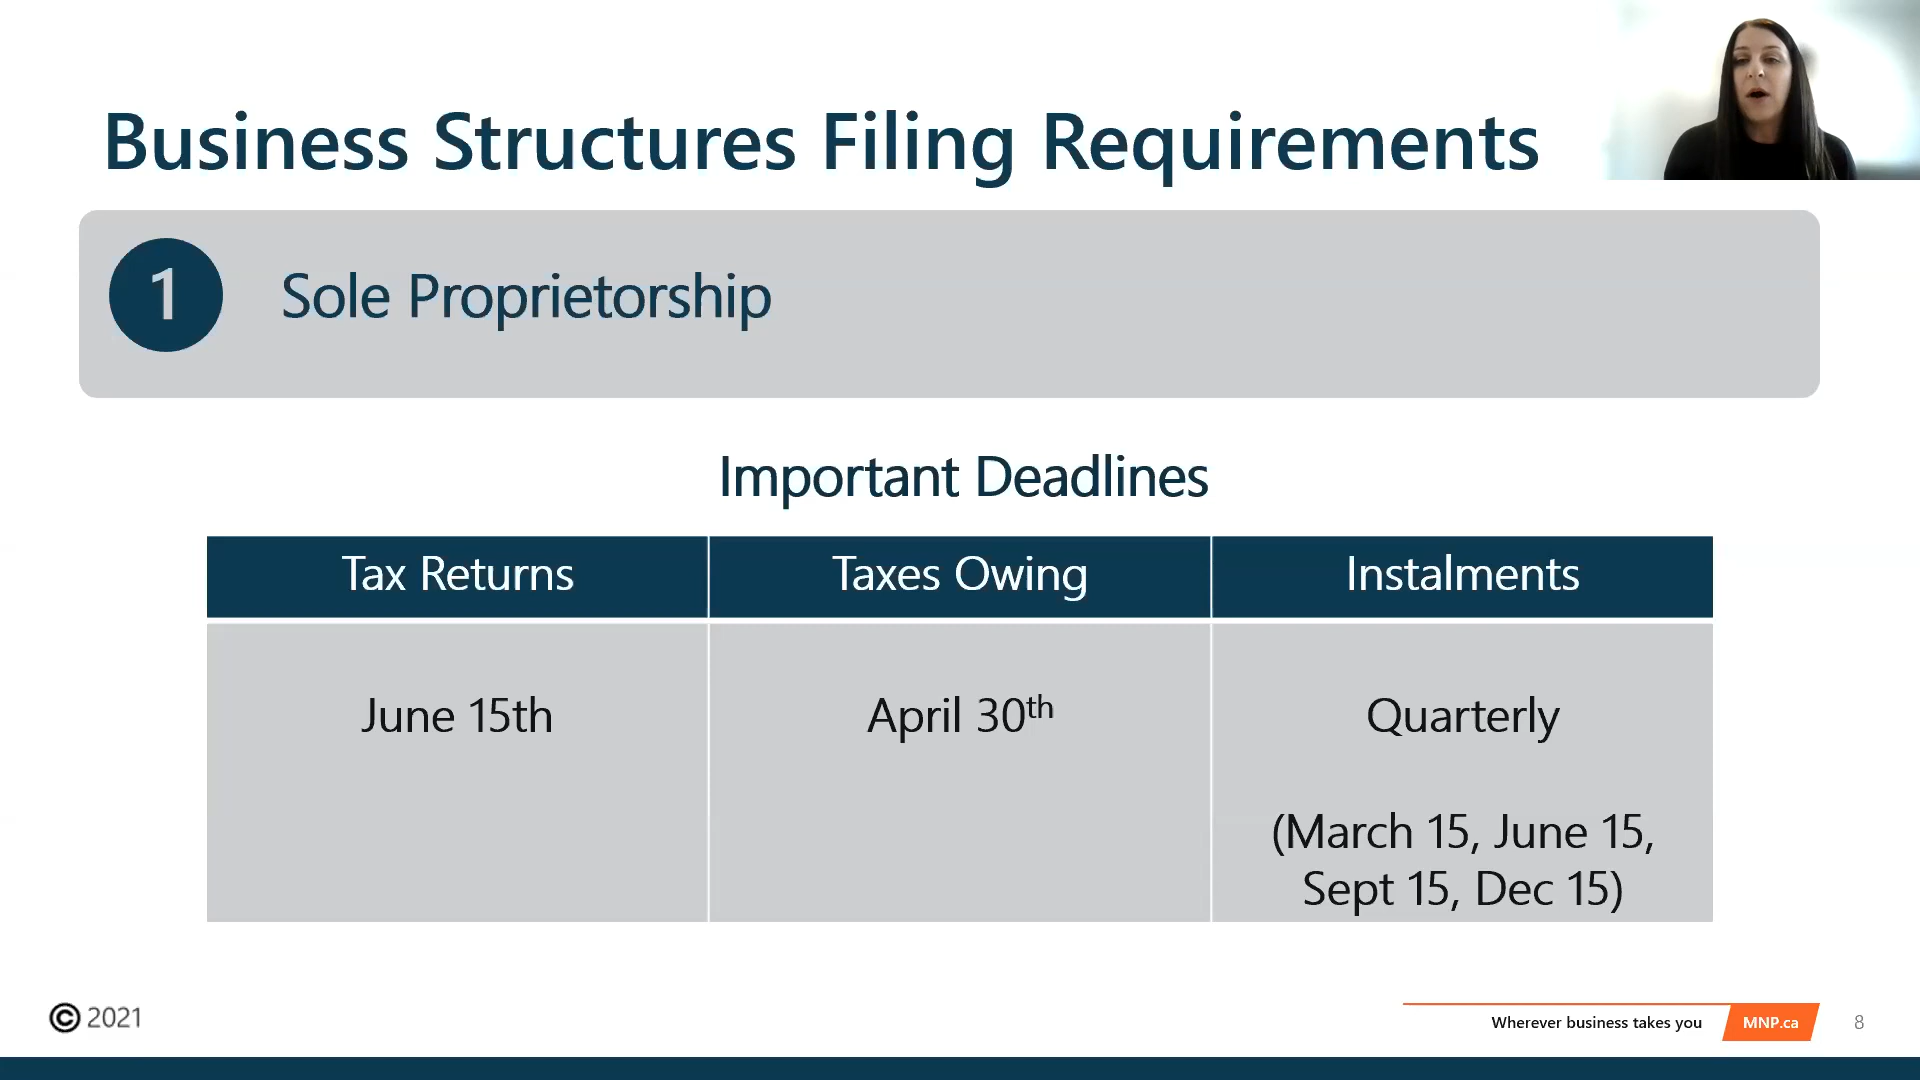 Business Structures Filing Requirements
1
Sole Proprietorship
Important Deadlines
Tax Returns
Taxes Owing
Instalments
June 15th
April 30th
Quarterly
(March 15, June 15,
Sept 15, Dec 15)
© 2021
Wherever business takes you
MNP.ca
8